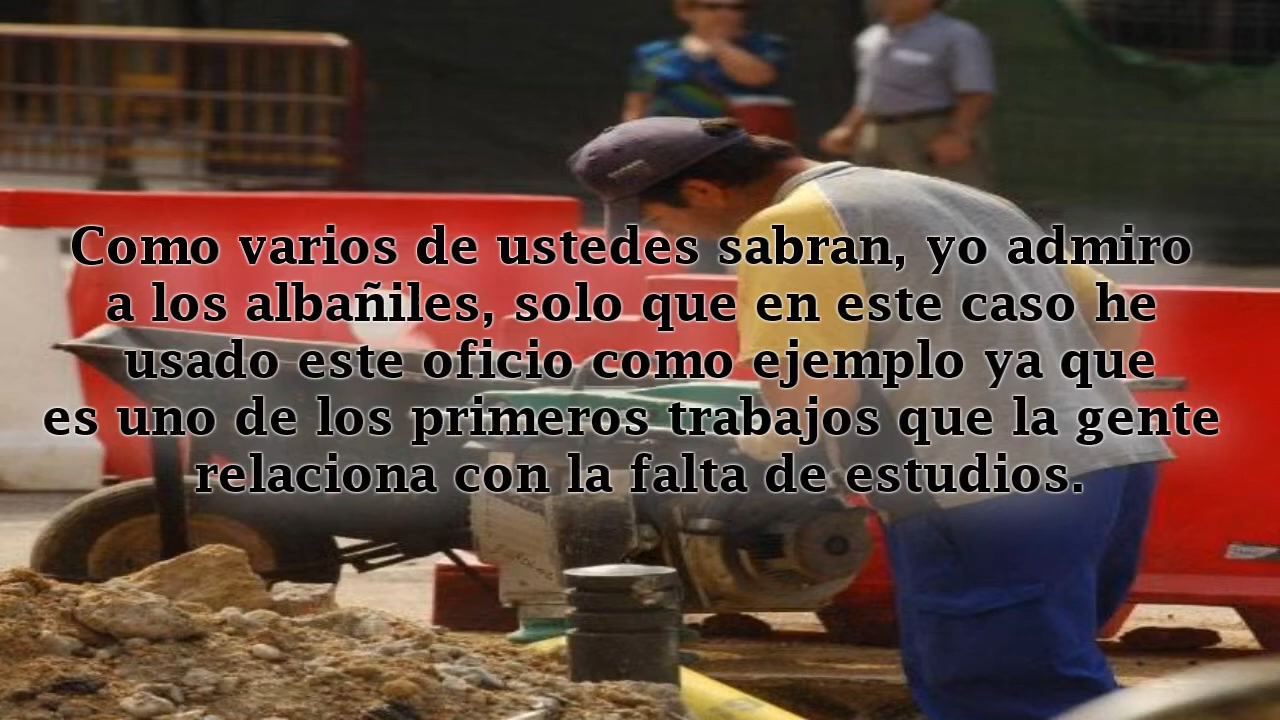 Como varios de ustedes sabran, yo admiro
a los albañiles, solo que en este caso he
usado este oficio como ejemplo ya que
es uno de los primeros trabajos que la gente
relaciona con la falta de estudios.